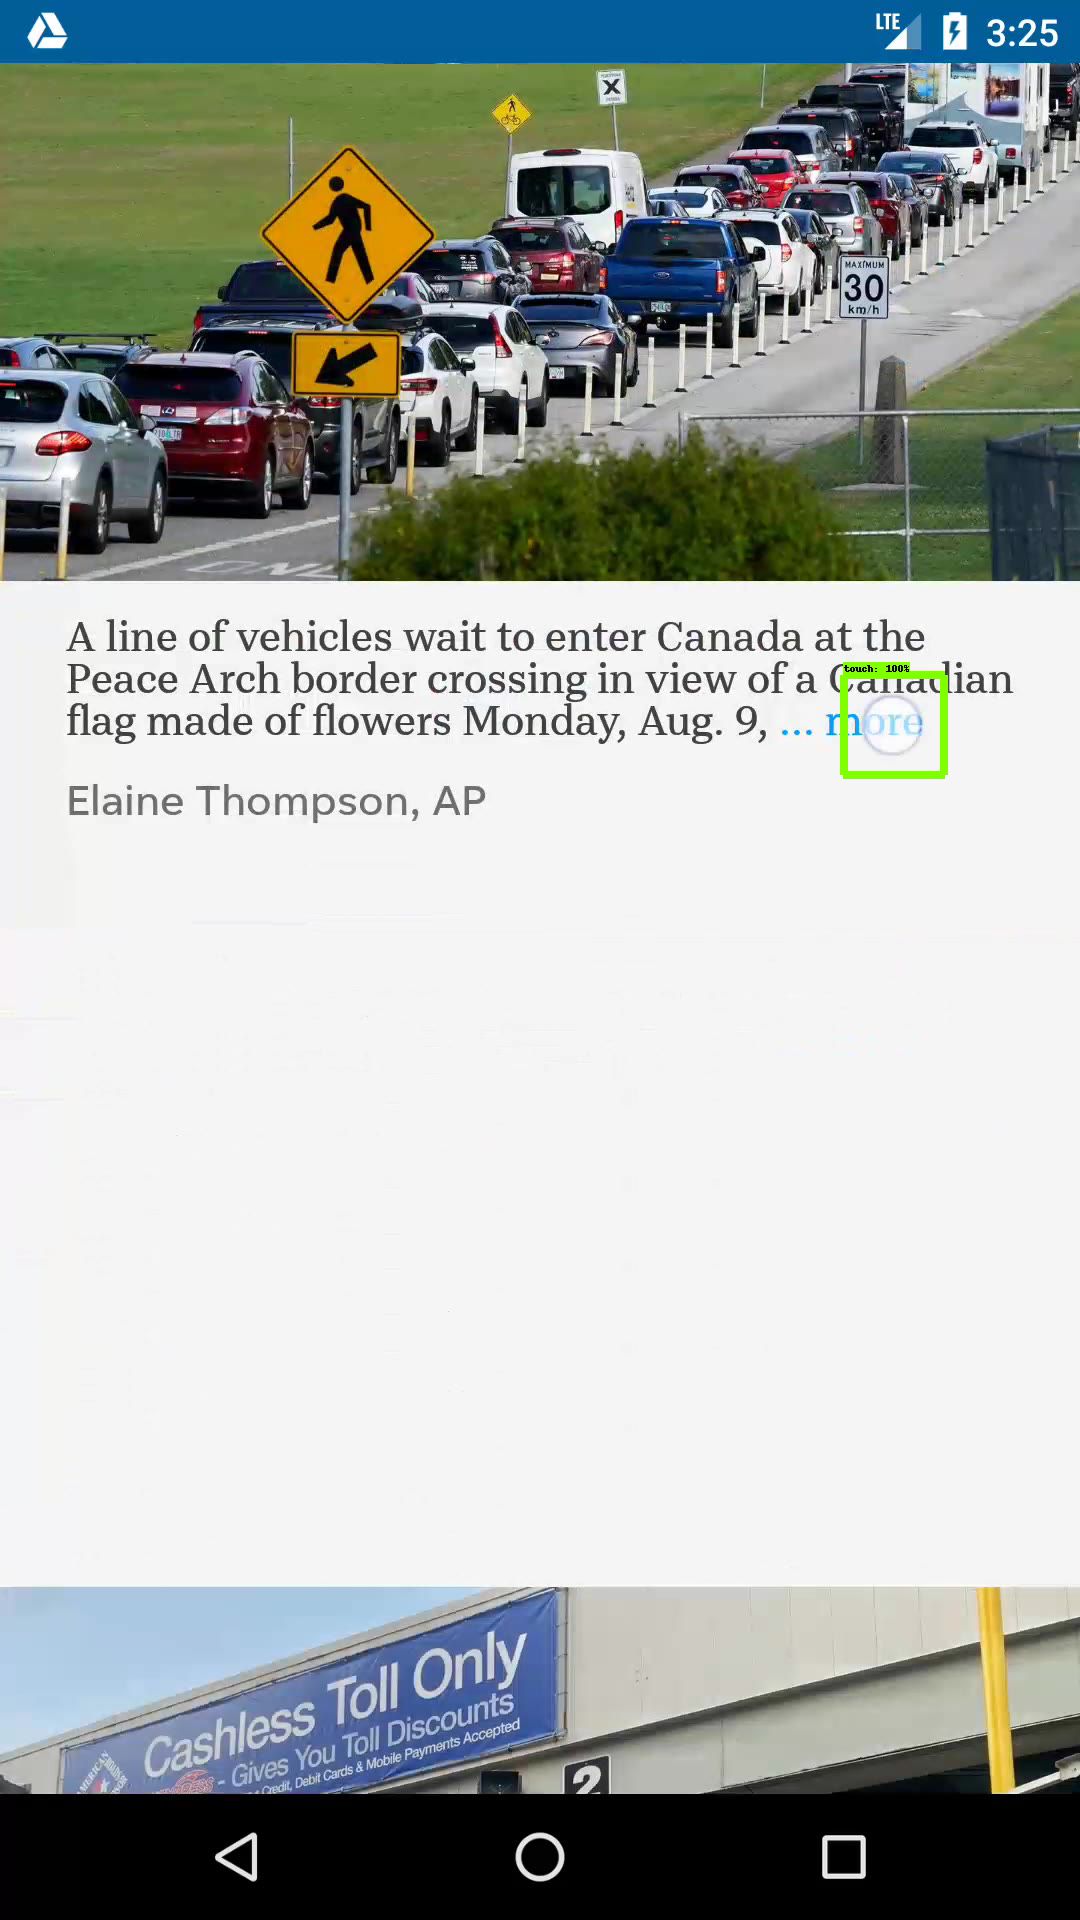 LTE 3:25
X
MAXIMUM
30
km/h
A line of vehicles wait to enter Canada at the
touch: 100%
Peace Arch border crossing in view of a Canadian
flag made of flowers Monday, Aug. 9, ... more
Elaine Thompson, AP
Cashless Toll Only
- Gives You Toll Discounts
Credit, Debit Cards & Mobile Payments Accepted
2